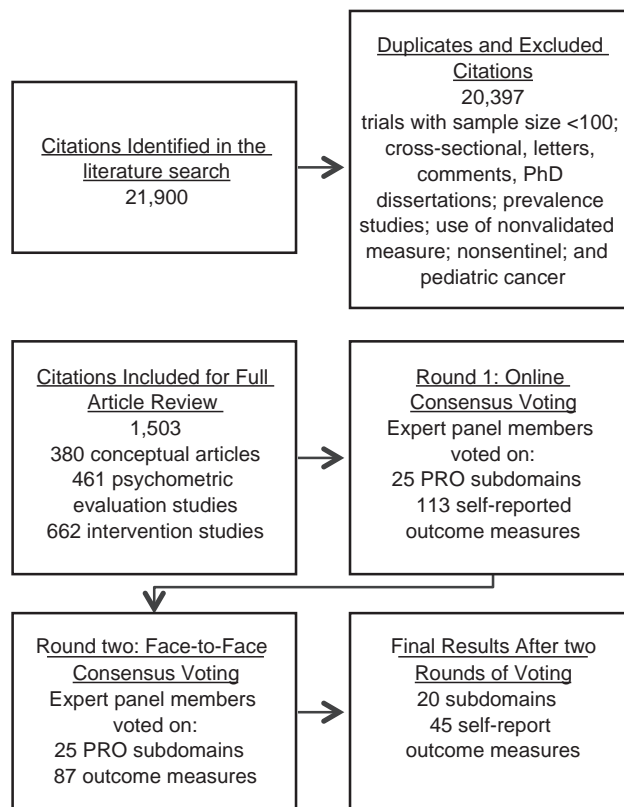 Citations Identified in the
literature search
21,900
Duplicates and Excluded
Citations
20,397
trials with sample size <100;
cross-sectional, letters,
comments, PhD
dissertations; prevalence
studies; use of nonvalidated
measure; nonsentinel; and
pediatric cancer
Citations Included for Full
Article Review
1,503
380 conceptual articles
461 psychometric
evaluation studies
662 intervention studies
Round 1: Online
Consensus Voting
Expert panel members
voted on:
25 PRO subdomains
113 self-reported
outcome measures
Round two: Face-to-Face
Consensus Voting
Expert panel members
voted on:
25 PRO subdomains
87 outcome measures
Final Results After two
Rounds of Voting
20 subdomains
45 self-report
outcome measures